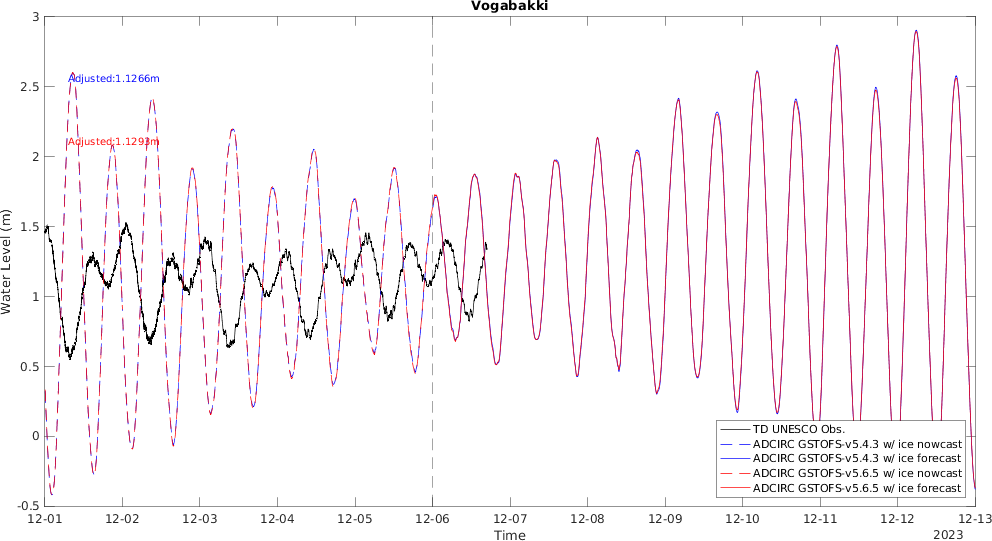 Vogabakki
3
2.5
2
1.5
1
0.5
0
-0.5
Water Level (m)
Adjusted:1.1266m
Adjusted:1.1293m
TD UNESCO Obs.
ADCIRC GSTOFS-v5.4.3 w/ ice nowcast
ADCIRC GSTOFS-v5.4.3 w/ ice forecast
ADCIRC GSTOFS-v5.6.5 w/ ice nowcast
ADCIRC GSTOFS-v5.6.5 w/ ice forecast
12-01 12-02 12-03 12-04 12-05 12-06 12-07 12-08 12-09 12-10 12-11 12-12 12-13
Time
2023